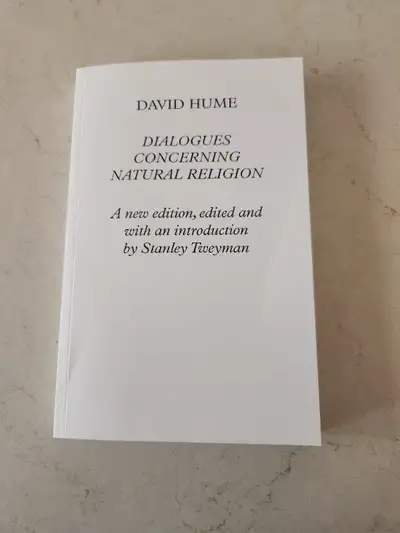 DAVID HUME
DIALOGUES
CONCERNING
NATURAL RELIGION
A new edition, edited and
with an introduction
by Stanley Tweyman